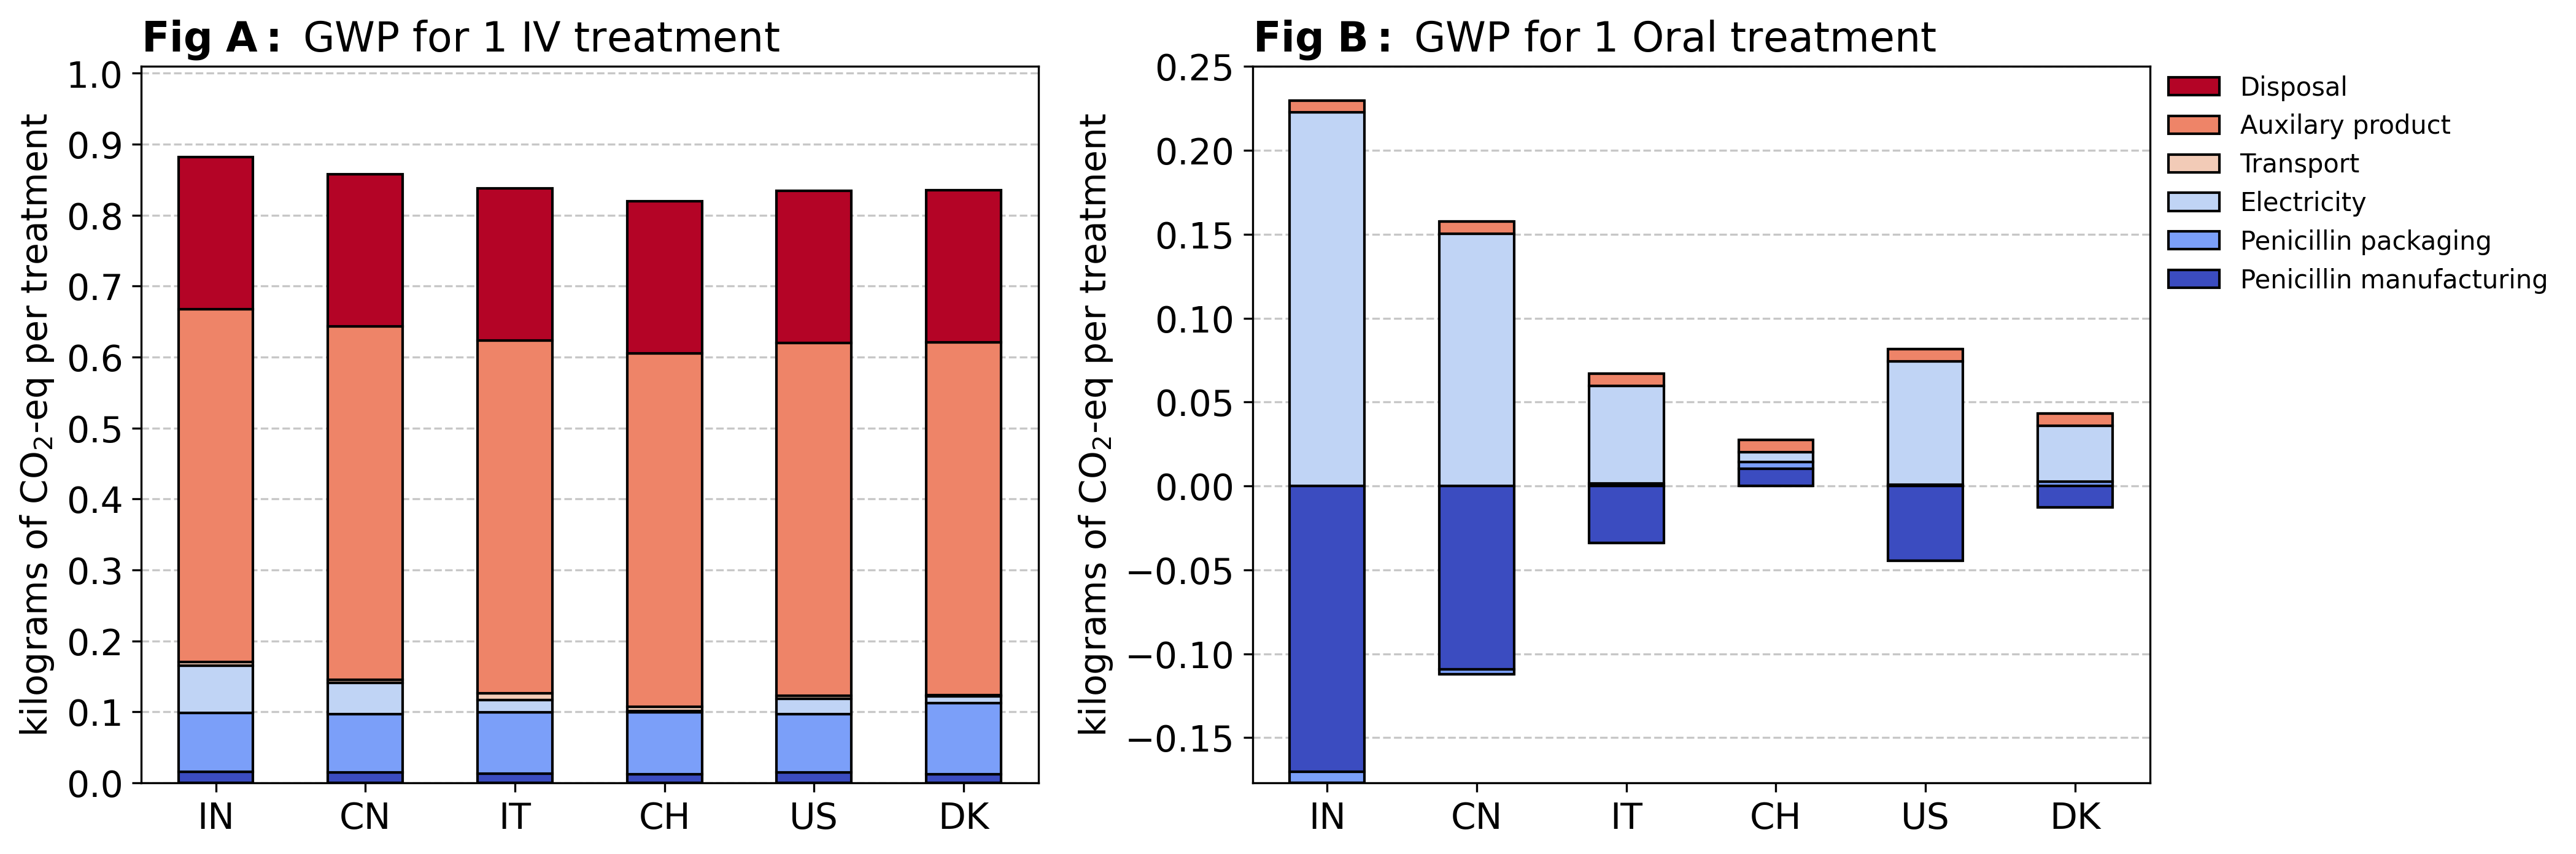 Fig A: GWP for 1 IV treatment
kilograms of CO2-eq per treatment
1.0
0.9
0.8
0.7
0.6
0.5
0.4
0.3
0.2
0.1
0.0
IN CN IT CH US DK
Fig B: GWP for 1 Oral treatment
kilograms of CO2-eq per treatment
0.25
0.20
0.15
0.10
0.05
0.00
−0.05
−0.10
−0.15
IN CN IT CH US DK
Disposal
Auxilary product
Transport
Electricity
Penicillin packaging
Penicillin manufacturing